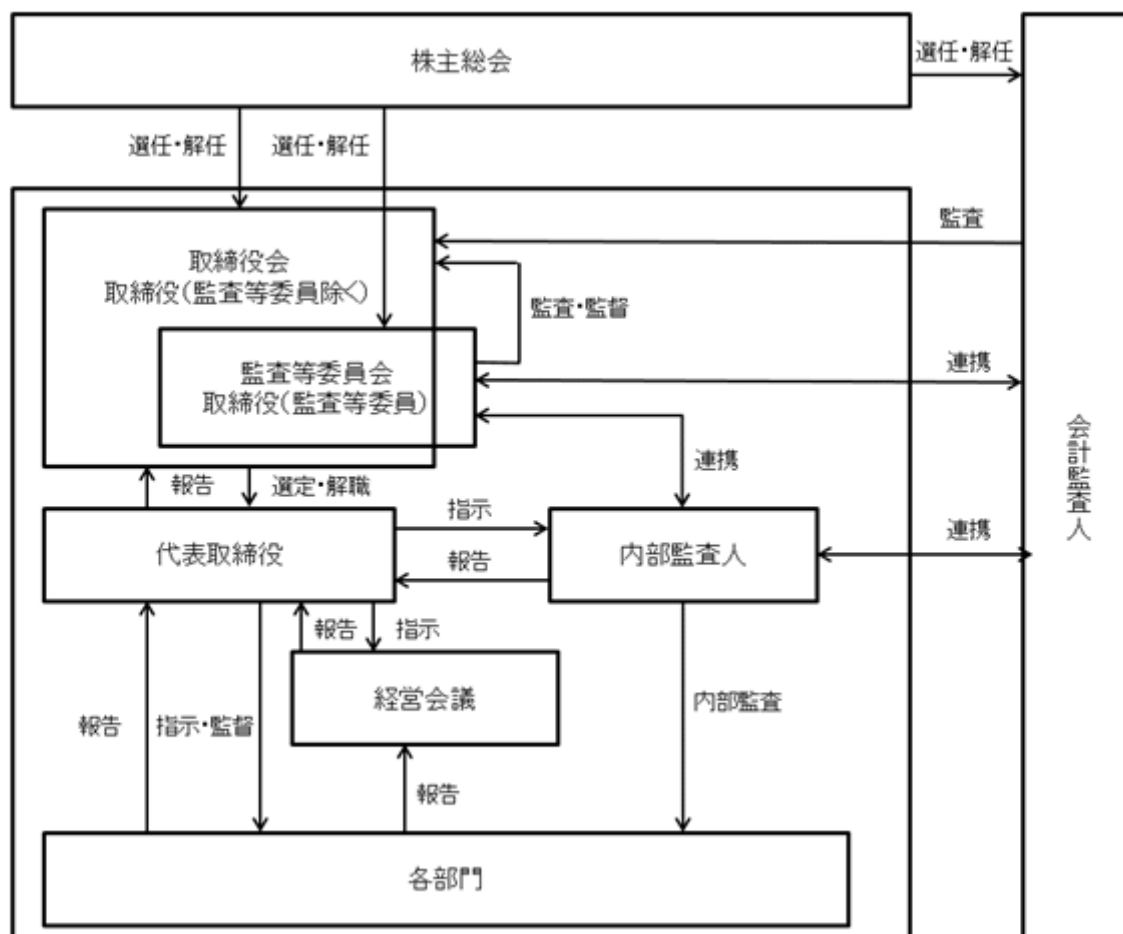 株主総会
選任・解任
選任・解任
選任・解任
監査
取締役会
取締役(監査等委員除く)
監査・監督
監査等委員会
取締役(監査等委員)
連携
連携
報告
選定・解職
代表取締役
指示
報告
内部監査人
連携
会計監査人
報告
指示
経営会議
報告
指示・監督
内部監査
報告
各部門